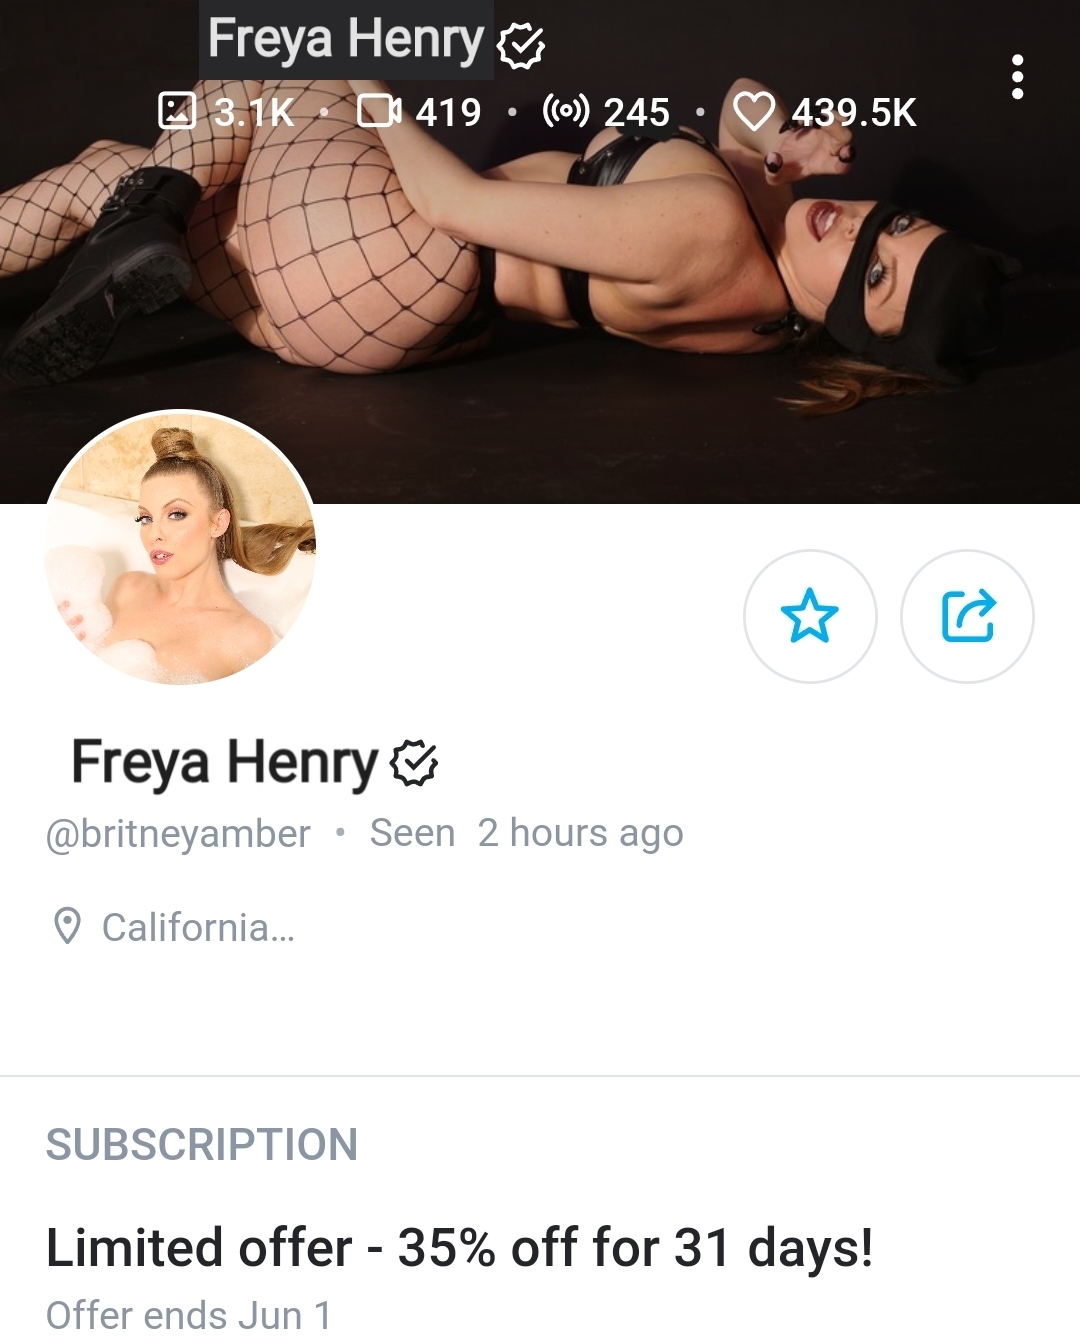 Freya Henry
3.1K • 419 • 245 • 439.5K
Freya Henry
@britneyamber • Seen 2 hours ago
California...
SUBSCRIPTION
Limited offer - 35% off for 31 days!
Offer ends Jun 1